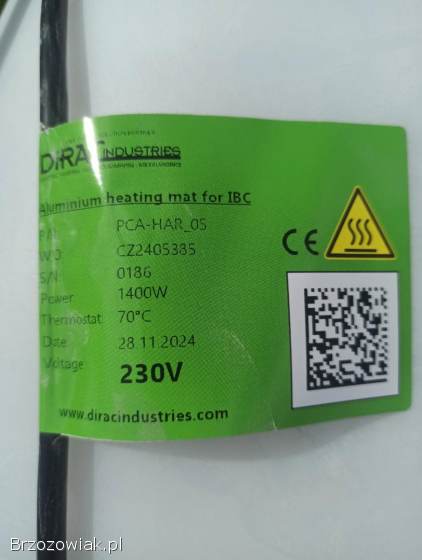 DIRAC INDUSTRIES
Aluminium heating mat for IBC
PCA-HAR_05
W.O CZ2405385
S/N 0186
Power 1400W
Thermostat 70°C
Date 28.11.2024
Voltage 230V
CE
www.diracindustries.com
Brzozowiak.pl